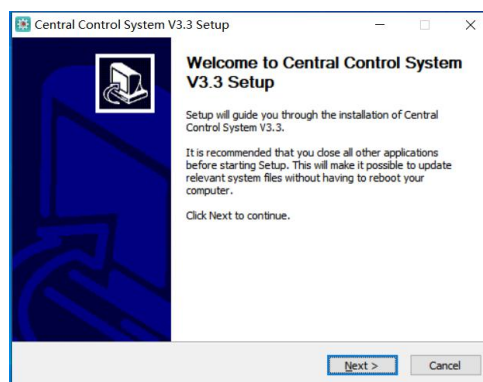 Central Control System V3.3 Setup
Welcome to Central Control System
V3.3 Setup
Setup will guide you through the installation of Central
Control System V3.3.
It is recommended that you close all other applications
before starting Setup. This will make it possible to update
relevant system files without having to reboot your
computer.
Click Next to continue.
Next >
Cancel